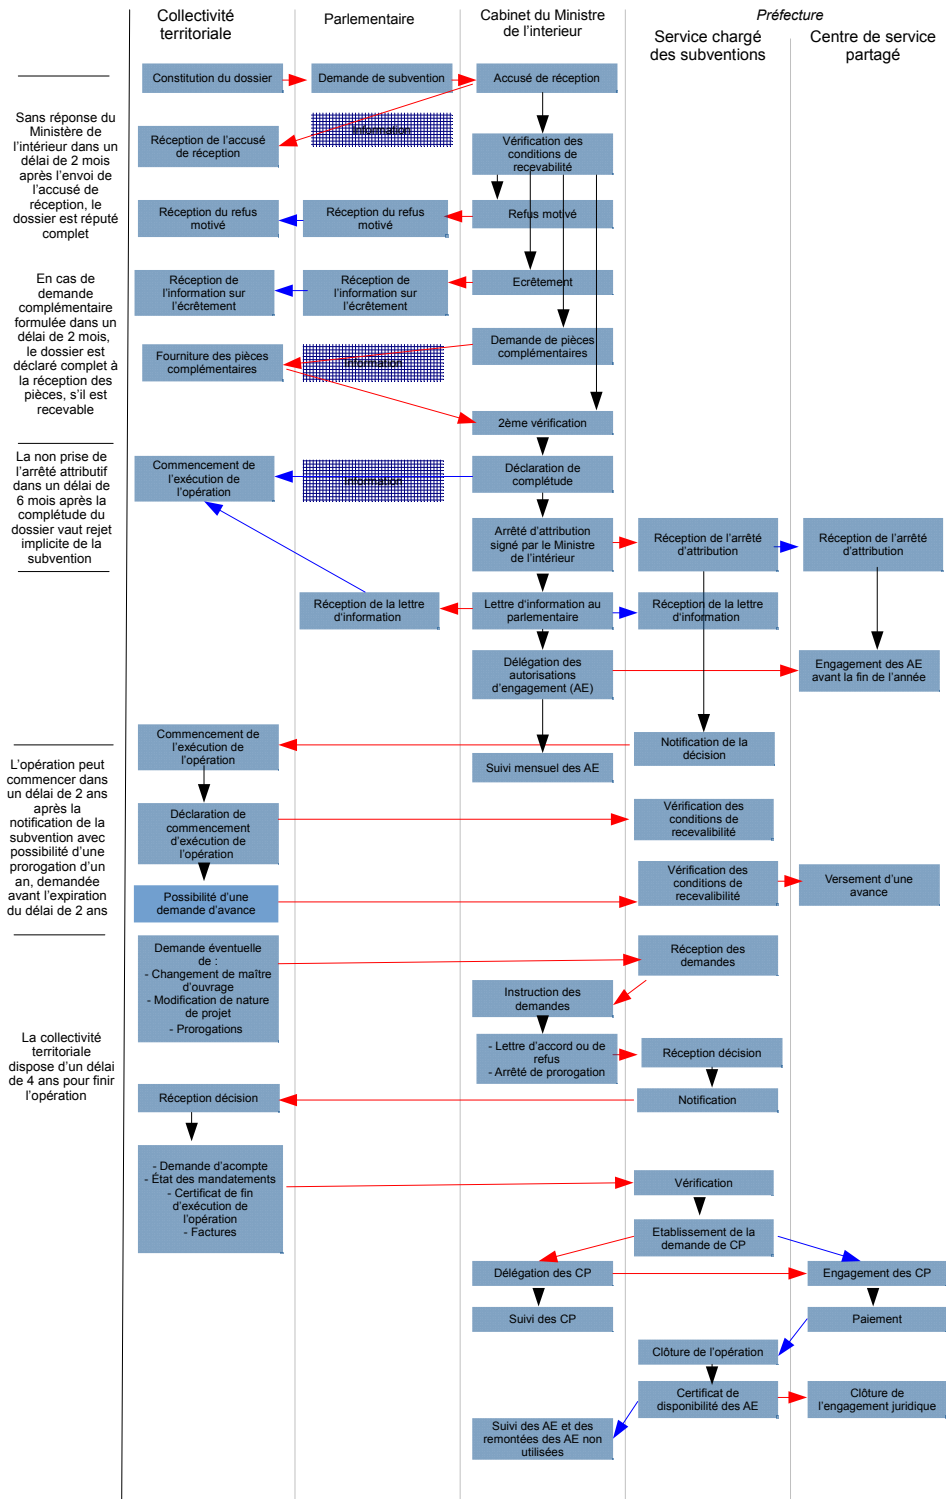 Collectivité
territoriale
Parlementaire
Cabinet du Ministre
de l'interieur
Préfecture
Service chargé
des subventions
Centre de service
partagé
Constitution du dossier
Demande de subvention
Accusé de réception
Sans réponse du
Ministère de
l'intérieur dans un
délai de 2 mois
après l'envoi de
l'accusé de
réception, le
dossier est réputé
complet
Réception de l'accusé
de réception
Information
Vérification des
conditions de
recevabilité
Réception du refus
motivé
Réception du refus
motivé
Refus motivé
En cas de
demande
complémentaire
formulée dans un
délai de 2 mois,
le dossier est
déclaré complet à
la réception des
pièces, s'il est
recevable
Réception de
l'information sur
l'écrêtement
Réception de
l'information sur
l'écrêtement
Ecrêtement
Fourniture des pièces
complémentaires
Information
Demande de pièces
complémentaires
2ème vérification
La non prise de
l'arrêté attributif
dans un délai de
6 mois après la
complétude du
dossier vaut rejet
implicite de la
subvention
Commencement de
l'exécution de
l'opération
Information
Déclaration de
complétude
Arrêté d'attribution
signé par le Ministre
de l'intérieur
Réception de l'arrêté
d'attribution
Réception de l'arrêté
d'attribution
Réception de la lettre
d'information
Lettre d'information au
parlementaire
Réception de la lettre
d'information
Délégation des
autorisations
d'engagement (AE)
Engagement des AE
avant la fin de l'année
Commencement de
l'exécution de
l'opération
Suivi mensuel des AE
Notification de la
décision
L'opération peut
commencer dans
un délai de 2 ans
après la
notification de la
subvention avec
possibilité d'une
prorogation d'un
an, demandée
avant l'expiration
du délai de 2 ans
Déclaration de
commencement
d'exécution de
l'opération
Vérification des
conditions de
recevalibilité
Possibilité d'une
demande d'avance
Vérification des
conditions de
recevalibilité
Versement d'une
avance
Demande éventuelle
de :
- Changement de maître
d'ouvrage
- Modification de nature
de projet
- Prorogations
Réception des
demandes
Instruction des
demandes
La collectivité
territoriale
dispose d'un délai
de 4 ans pour finir
l'opération
- Lettre d'accord ou de
refus
- Arrêté de prorogation
Réception décision
Réception décision
Notification
- Demande d'acompte
- État des mandatements
- Certificat de fin
d'exécution de
l'opération
- Factures
Vérification
Etablissement de la
demande de CP
Délégation des CP
Engagement des CP
Suivi des CP
Paiement
Clôture de l'opération
Certificat de
disponibilité des AE
Clôture de
l'engagement juridique
Suivi des AE et des
remontées des AE non
utilisées